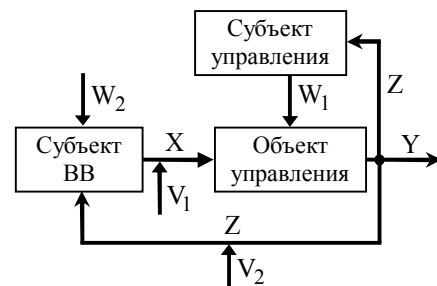 Субъект
управления
W2
W1
Z
Субъект
ВВ
X
V1
Объект
управления
Y
Z
V2